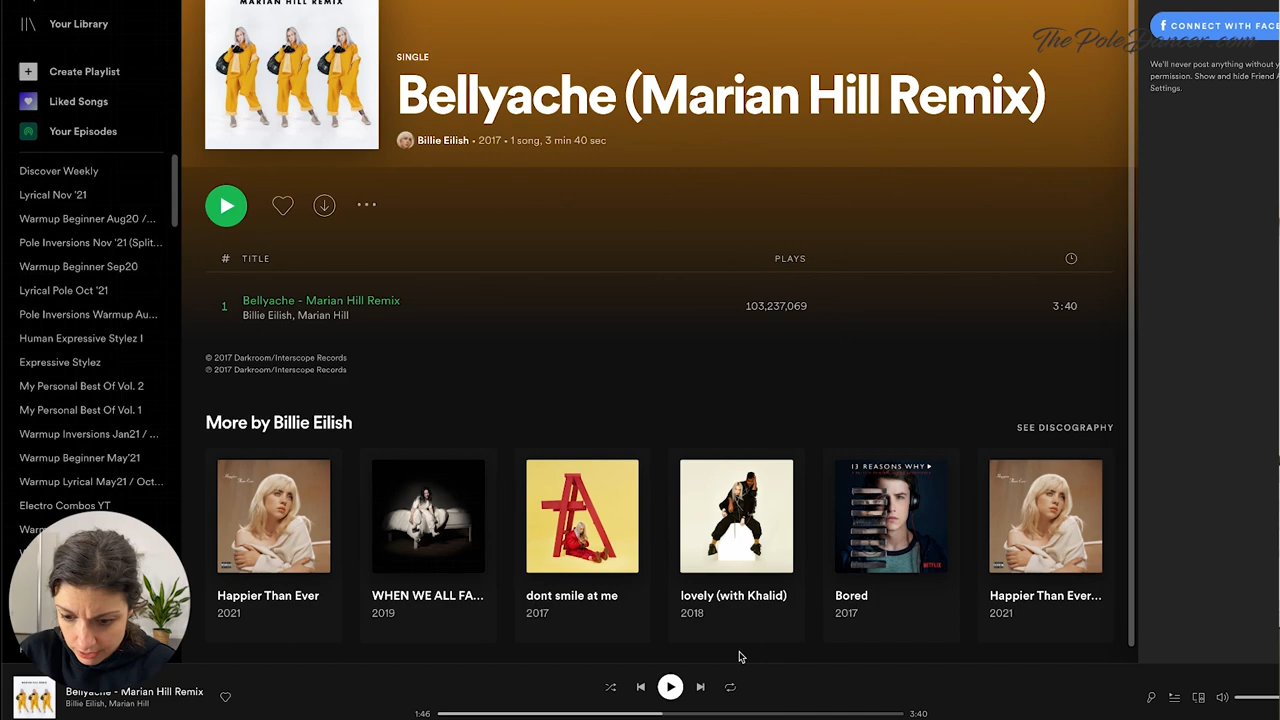 Your Library
Create Playlist
Liked Songs
Your Episodes
Discover Weekly
Lyrical Nov '21
Warmup Beginner Aug20 /...
Pole Inversions Nov '21 (Split...
Warmup Beginner Sep20
Lyrical Pole Oct '21
Pole Inversions Warmup Au...
Human Expressive Stylez I
Expressive Stylez
My Personal Best Of Vol. 2
My Personal Best Of Vol. 1
Warmup Inversions Jan21 / ...
Warmup Beginner May'21
Warmup Lyrical May21 / Oct...
Electro Combos YT
MARIAN HILL REMIX
SINGLE
Bellyache (Marian Hill Remix)
Billie Eilish • 2017 • 1 song, 3 min 40 sec
# TITLE PLAYS
1 Bellyache - Marian Hill Remix 103,237,069 3:40
Billie Eilish, Marian Hill
© 2017 Darkroom/Interscope Records
℗ 2017 Darkroom/Interscope Records
More by Billie Eilish
SEE DISCOGRAPHY
13 REASONS WHY
NETFLIX
Happier Than Ever
2021
WHEN WE ALL FA...
2019
dont smile at me
2017
lovely (with Khalid)
2018
Bored
2017
Happier Than Ever...
2021
ThePoleDancer.com
CONNECT WITH FACE
We'll never post anything without y
permission. Show and hide Friend A
Settings.
Bellyache - Marian Hill Remix
Billie Eilish, Marian Hill
1:46
3:40